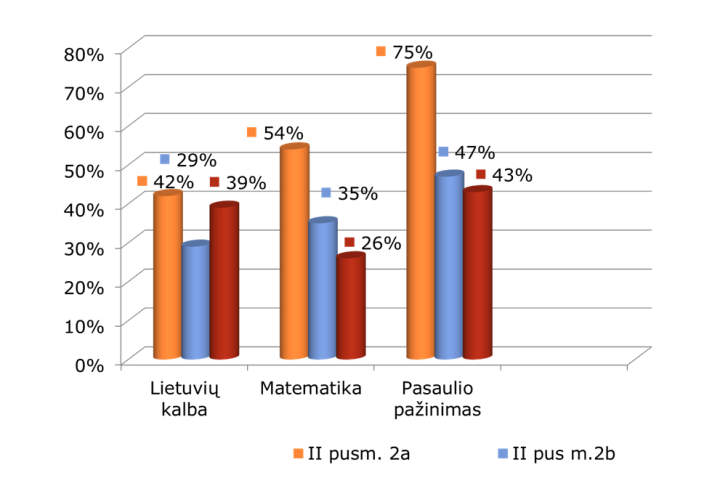 80%
70%
60%
50%
40%
30%
20%
10%
0%
75%
54%
29%
47%
42%
39%
43%
35%
26%
Lietuvių
kalba
Matematika
Pasaulio
pažinimas
II pusm. 2a
II pus m.2b